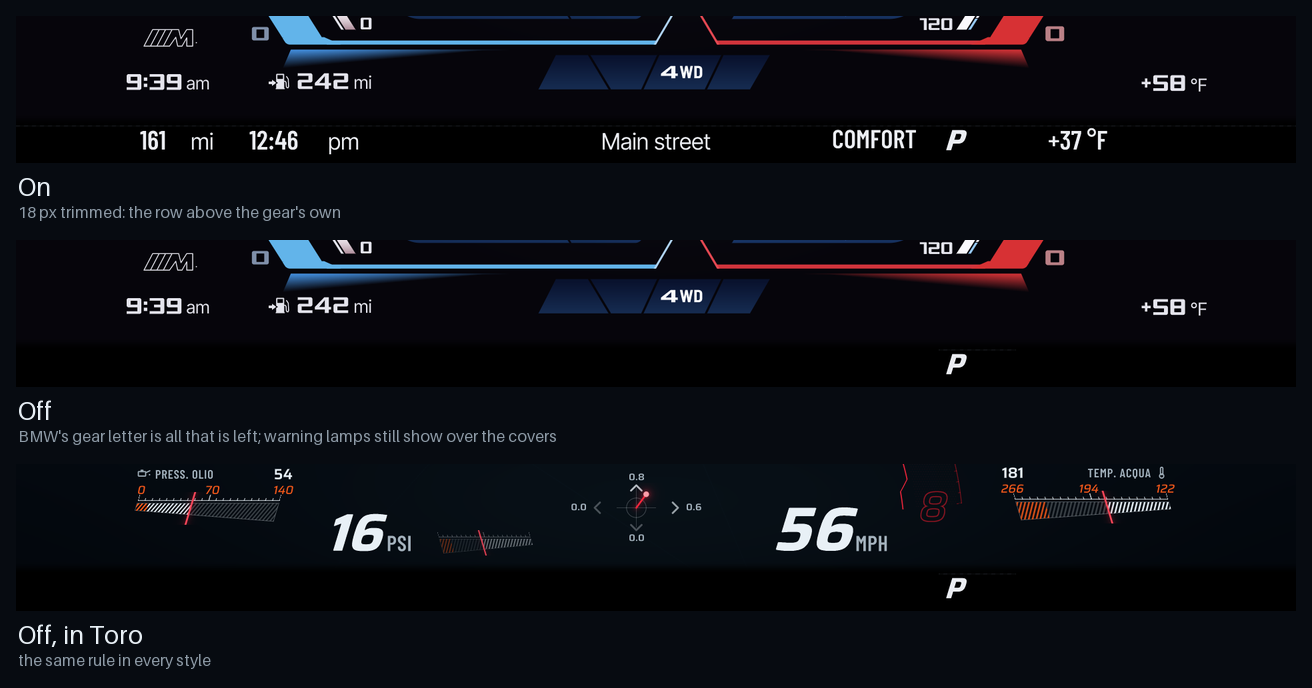 0 120
0 0
M
4WD
9:39 am 242 mi +58 °F
161 mi 12:46 pm Main street COMFORT P +37 °F
On
18 px trimmed: the row above the gear's own
0 120
0 0
M
4WD
9:39 am 242 mi +58 °F
P
Off
BMW's gear letter is all that is left; warning lamps still show over the covers
PRESS. OLIO 54 0.8 181 TEMP. ACQUA
0 70 140 266 194 122
0.0 0.6
8
16 PSI 56 MPH
0.0
P
Off, in Toro
the same rule in every style